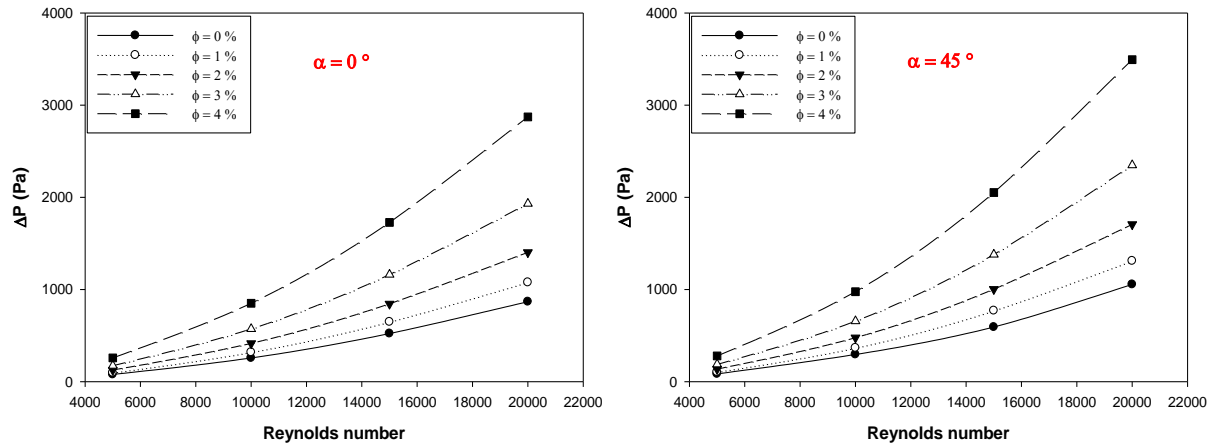 4000
3000
2000
1000
0
ΔP (Pa)
4000 6000 8000 10000 12000 14000 16000 18000 20000 22000
Reynolds number
ϕ = 0 %
ϕ = 1 %
ϕ = 2 %
ϕ = 3 %
ϕ = 4 %
α = 0 °
4000
3000
2000
1000
0
ΔP (Pa)
4000 6000 8000 10000 12000 14000 16000 18000 20000 22000
Reynolds number
ϕ = 0 %
ϕ = 1 %
ϕ = 2 %
ϕ = 3 %
ϕ = 4 %
α = 45 °